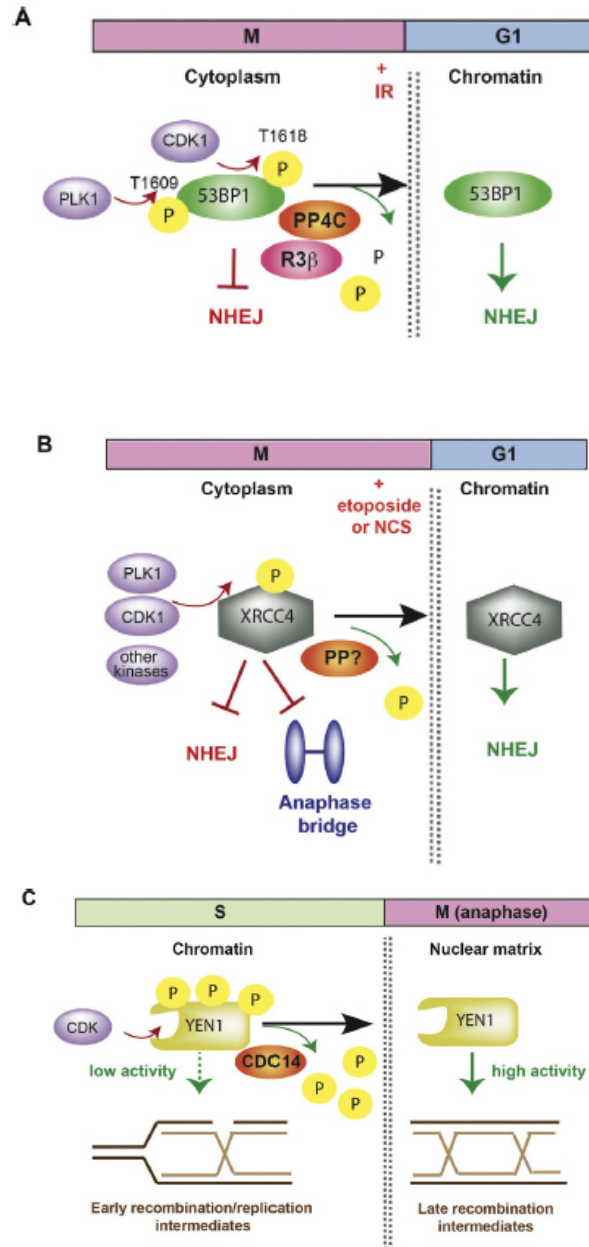 A
M G1
Cytoplasm + IR Chromatin
CDK1 T1618
P
PLK1 T1609 53BP1 53BP1
P
PP4C
R3β P
P
NHEJ NHEJ
B
M G1
Cytoplasm + Chromatin
etoposide
or NCS
PLK1 P
CDK1 XRCC4 XRCC4
other
kinases
PP?
P
NHEJ NHEJ
Anaphase
bridge
C
S M (anaphase)
Chromatin Nuclear matrix
P P P
CDK YEN1 YEN1
CDC14 P
low activity P P high activity
Early recombination/replication
intermediates
Late recombination
intermediates